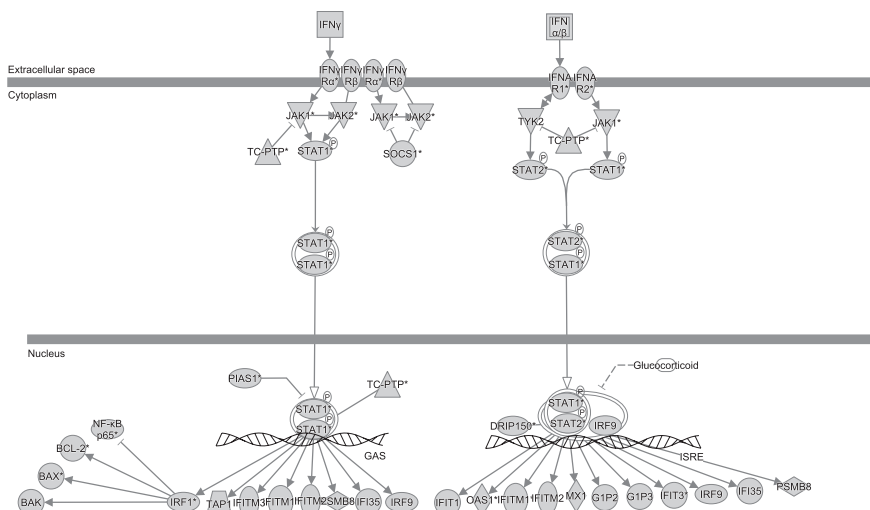 IFNγ
IFN
α/β
Extracellular space
IFNγ
Rα*
IFNγ
Rβ
IFNγ
Rα*
IFNγ
Rβ
IFNA
R1*
IFNA
R2*
Cytoplasm
JAK1*
JAK2*
JAK1*
JAK2*
TYK2
JAK1*
TC-PTP*
STAT1*
P
SOCS1*
TC-PTP*
STAT2*
P
STAT1*
P
STAT1*
P
STAT1*
P
STAT2*
P
STAT1*
P
Nucleus
PIAS1*
TC-PTP*
Glucocorticoid
STAT1*
P
STAT1*
P
GAS
STAT1*
P
STAT2*
P
IRF9
DRIP150*
ISRE
NF-κB
p65*
BCL-2*
BAX*
BAK
IRF1*
TAP1
IFITM3
IFITM1
IFITM2
PSMB8
IFI35
IRF9
IFIT1
OAS1*
IFITM1
IFITM2
MX1
G1P2
G1P3
IFIT3*
IRF9
IFI35
PSMB8